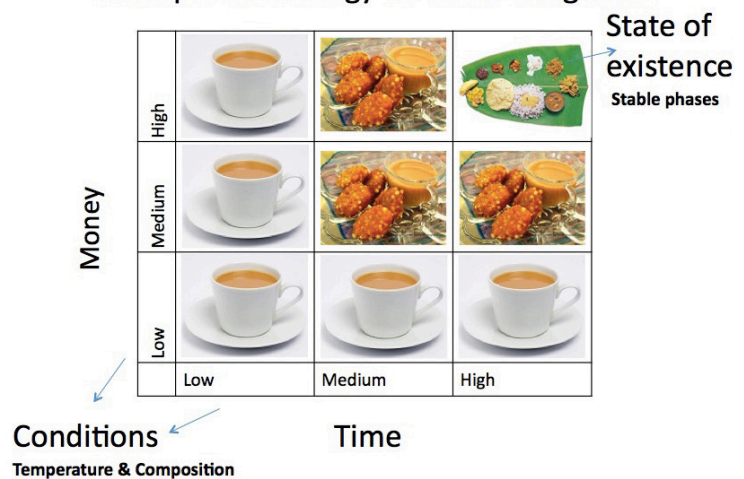 State of
existence
Stable phases
High
Medium
Low
Money
Low Medium High
Conditions
Time
Temperature & Composition